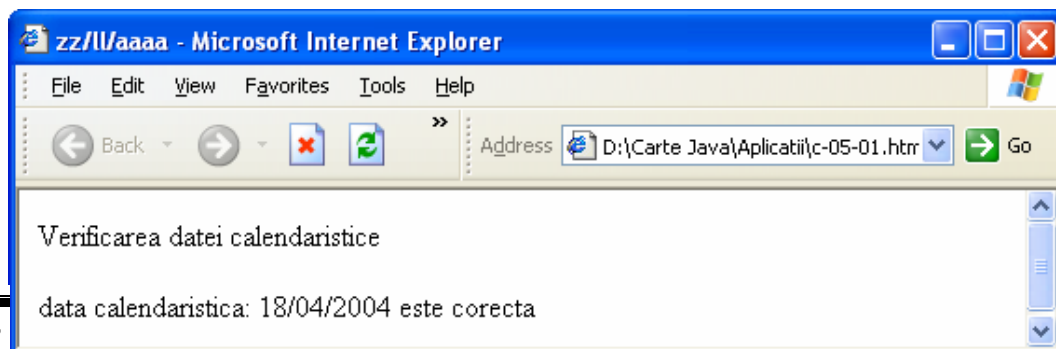 zz/ll/aaaa - Microsoft Internet Explorer
File Edit View Favorites Tools Help
Back » Address D:\Carte Java\Aplicatii\c-05-01.htm Go
Verificarea datei calendaristice
data calendaristica: 18/04/2004 este corecta